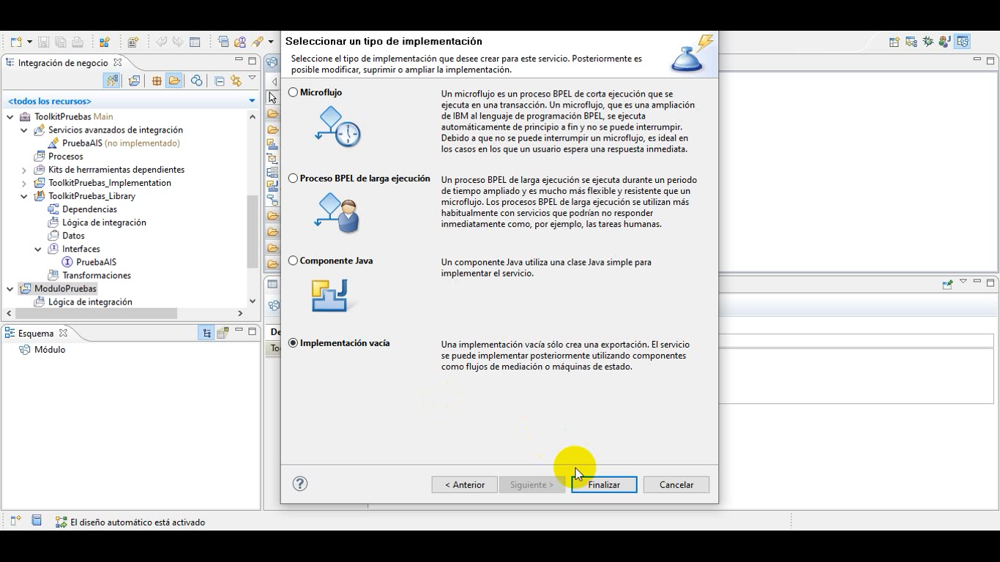 Seleccionar un tipo de implementación
Seleccione el tipo de implementación que desee crear para este servicio. Posteriormente es
posible modificar, suprimir o ampliar la implementación.
Integración de negocio
<todos los recursos>
ToolkitPruebas Main
Servicios avanzados de integración
PruebaAIS (no implementado)
Procesos
Kits de herrramientas dependientes
ToolkitPruebas_Implementation
ToolkitPruebas_Library
Dependencias
Lógica de integración
Datos
Interfaces
PruebaAIS
Transformaciones
ModuloPruebas
Lógica de integración
Esquema
Módulo
Microflujo
Un microflujo es un proceso BPEL de corta ejecución que se
ejecuta en una transacción. Un microflujo, que es una ampliación
de IBM al lenguaje de programación BPEL, se ejecuta
automáticamente de principio a fin y no se puede interrumpir.
Debido a que no se puede interrumpir un microflujo, es ideal en
los casos en los que un usuario espera una respuesta inmediata.
Proceso BPEL de larga ejecución
Un proceso BPEL de larga ejecución se ejecuta durante un periodo
de tiempo ampliado y es mucho más flexible y resistente que un
microflujo. Los procesos BPEL de larga ejecución se utilizan más
habitualmente con servicios que podrían no responder
inmediatamente como, por ejemplo, las tareas humanas.
Componente Java
Un componente Java utiliza una clase Java simple para
implementar el servicio.
Implementación vacía
Una implementación vacía sólo crea una exportación. El servicio
se puede implementar posteriormente utilizando componentes
como flujos de mediación o máquinas de estado.
De
To
< Anterior
Siguiente >
Finalizar
Cancelar
El diseño automático está activado